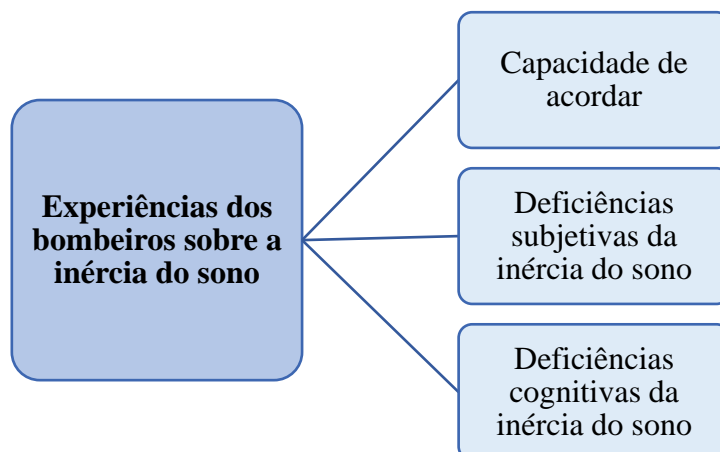 Experiências dos
bombeiros sobre a
inércia do sono
Capacidade de
acordar
Deficiências
subjetivas da
inércia do sono
Deficiências
cognitivas da
inércia do sono